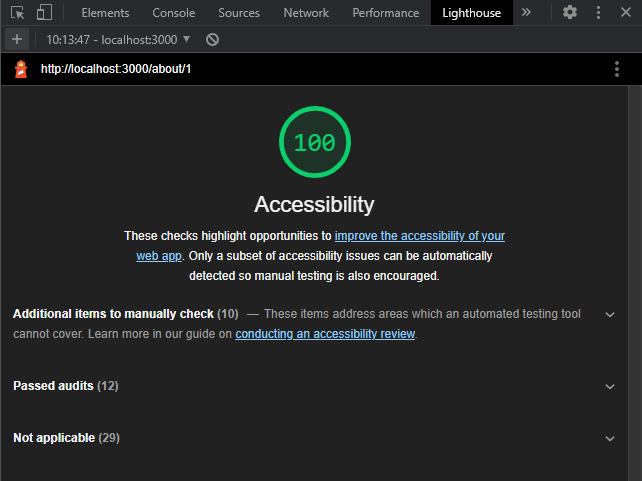 Elements Console Sources Network Performance Lighthouse »
10:13:47 - localhost:3000
http://localhost:3000/about/1
100
Accessibility
These checks highlight opportunities to improve the accessibility of your
web app. Only a subset of accessibility issues can be automatically
detected so manual testing is also encouraged.
Additional items to manually check (10) — These items address areas which an automated testing tool
cannot cover. Learn more in our guide on conducting an accessibility review.
Passed audits (12)
Not applicable (29)